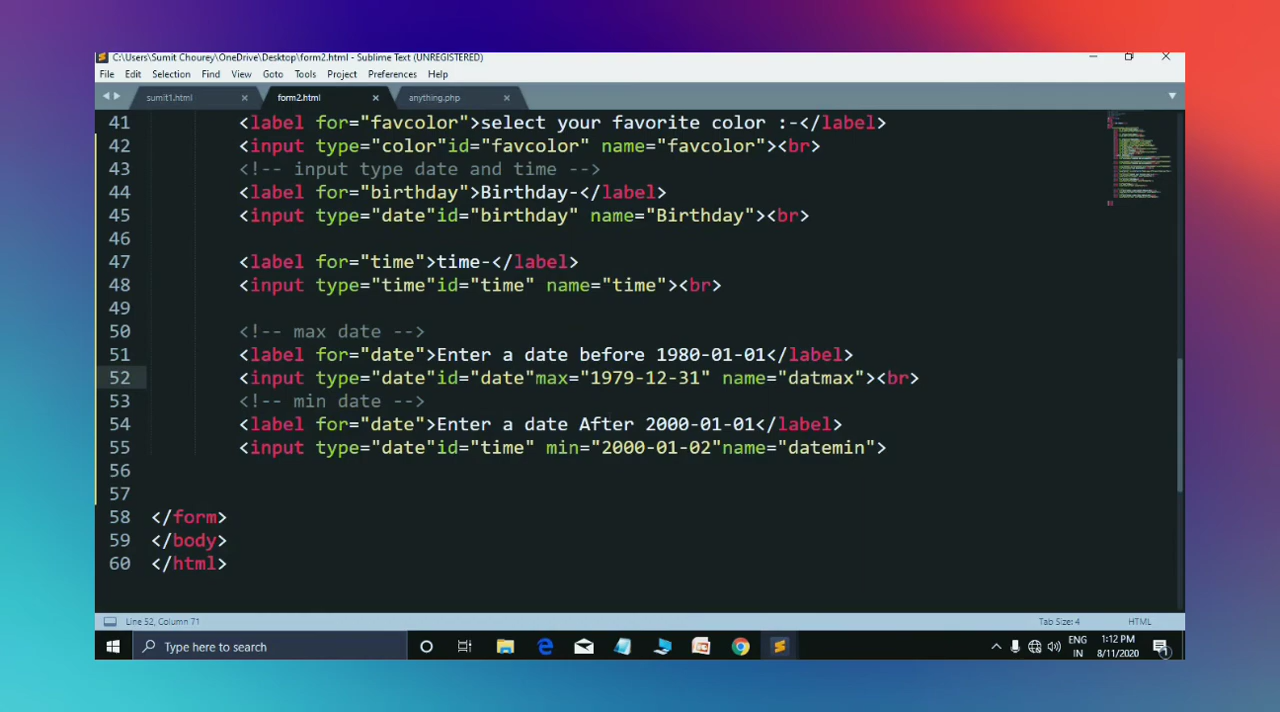 C:\Users\Sumit Chourey\OneDrive\Desktop\form2.html - Sublime Text (UNREGISTERED)
File Edit Selection Find View Goto Tools Project Preferences Help
sumit1.html form2.html anything.php
41 <label for="favcolor">select your favorite color :-</label>
42 <input type="color"id="favcolor" name="favcolor"><br>
43 <!-- input type date and time -->
44 <label for="birthday">Birthday-</label>
45 <input type="date"id="birthday" name="Birthday"><br>
46
47 <label for="time">time-</label>
48 <input type="time"id="time" name="time"><br>
49
50 <!-- max date -->
51 <label for="date">Enter a date before 1980-01-01</label>
52 <input type="date"id="date"max="1979-12-31" name="datmax"><br>
53 <!-- min date -->
54 <label for="date">Enter a date After 2000-01-01</label>
55 <input type="date"id="time" min="2000-01-02"name="datemin">
56
57
58 </form>
59 </body>
60 </html>
Line 52, Column 71 Tab Size: 4 HTML
Type here to search
ENG
IN
1:12 PM
8/11/2020
1